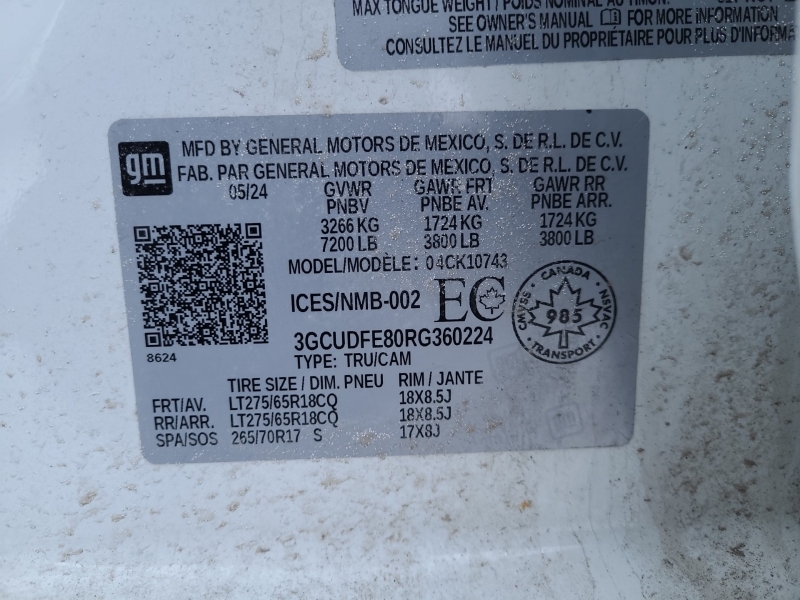 MAX TONGUE WEIGHT / POIDS NOMINAL AU TIMON:
SEE OWNER'S MANUAL FOR MORE INFORMATION
CONSULTEZ LE MANUEL DU PROPRIÉTAIRE POUR PLUS D'INFORMATION
gm
MFD BY GENERAL MOTORS DE MEXICO, S. DE R.L. DE C.V.
FAB. PAR GENERAL MOTORS DE MEXICO, S. DE R.L. DE C.V.
05/24 GVWR GAWR FRT GAWR RR
PNBV PNBE AV. PNBE ARR.
3266 KG 1724 KG 1724 KG
7200 LB 3800 LB 3800 LB
MODEL/MODÈLE: 04CK10743
ICES/NMB-002 EC
CANADA
CMVSS 985 NSVAC
TRANSPORT
3GCUDFE80RG360224
8624 TYPE: TRU/CAM
TIRE SIZE / DIM. PNEU RIM / JANTE
FRT/AV. LT275/65R18CQ 18X8.5J
RR/ARR. LT275/65R18CQ 18X8.5J
SPA/SOS 265/70R17 S 17X8J